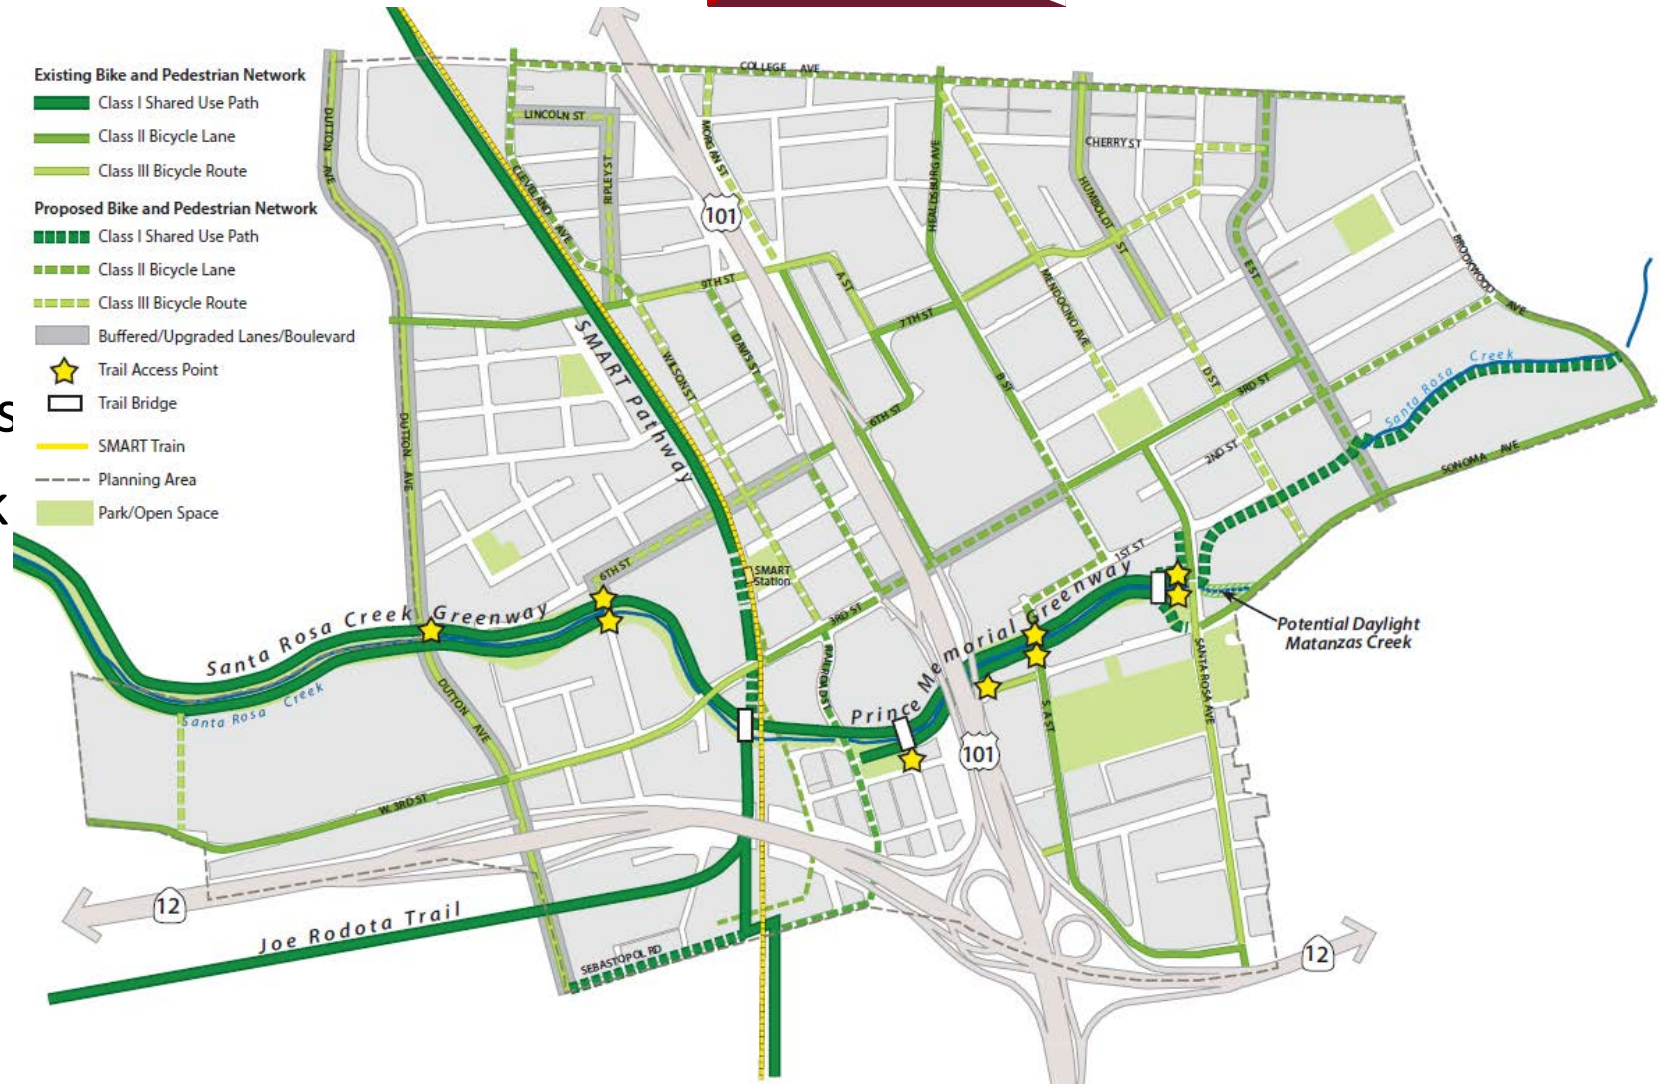 Existing Bike and Pedestrian Network
Class I Shared Use Path
Class II Bicycle Lane
Class III Bicycle Route
Proposed Bike and Pedestrian Network
Class I Shared Use Path
Class II Bicycle Lane
Class III Bicycle Route
Buffered/Upgraded Lanes/Boulevard
Trail Access Point
Trail Bridge
SMART Train
Planning Area
Park/Open Space
s
k
COLLEGE AVE
DUTTON AVE
LINCOLN ST
RIPLEY ST
CLEVELAND AVE
MORGAN ST
101
HEALDSBURG AVE
CHERRY ST
HUMBOLDT ST
E ST
BROOKWOOD AVE
9TH ST
A ST
7TH ST
MENDOCINO AVE
SMART Pathway
WILSON ST
DAVIS ST
B ST
D ST
3RD ST
6TH ST
2ND ST
Santa Rosa Creek
SONOMA AVE
DUTTON AVE
6TH ST
SMART
Station
1ST ST
3RD ST
Santa Rosa Creek Greenway
Santa Rosa Creek
Prince Memorial Greenway
Potential Daylight
Matanzas Creek
RAILROAD ST
S. A ST
SANTA ROSA AVE
DUTTON AVE
101
W. 3RD ST
12
Joe Rodota Trail
SEBASTOPOL RD
12